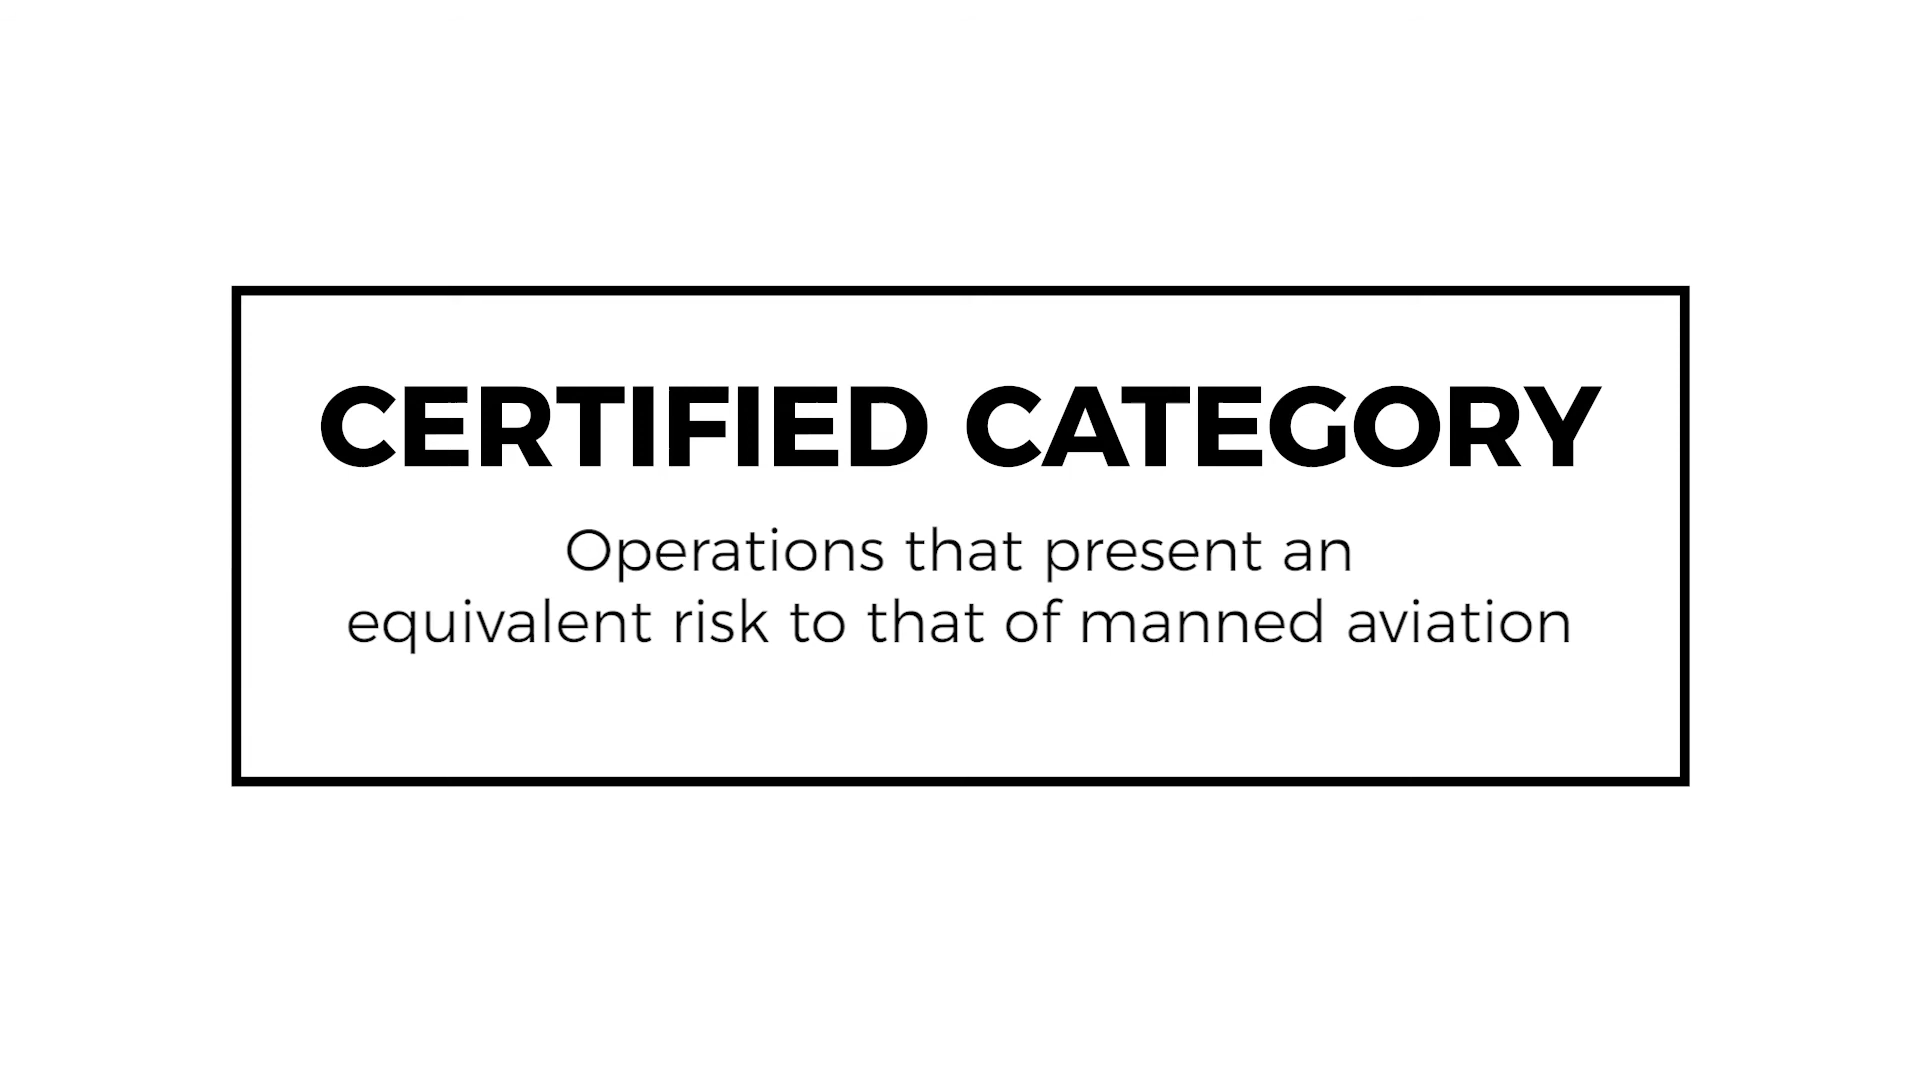 CERTIFIED CATEGORY
Operations that present an
equivalent risk to that of manned aviation